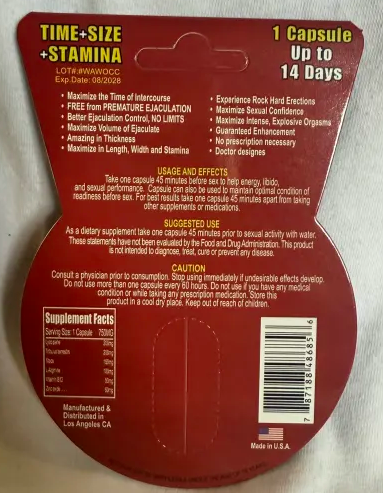 TIME+SIZE
+STAMINA
LOT#:#WAWOCC
Exp.Date: 08/2028
1 Capsule
Up to
14 Days
• Maximize the Time of Intercourse
• FREE from PREMATURE EJACULATION
• Better Ejaculation Control, NO LIMITS
• Maximize Volume of Ejaculate
• Amazing in Thickness
• Maximize in Length, Width and Stamina
• Experience Rock Hard Erections
• Maximize Sexual Confidence
• Maximize Intense, Explosive Orgasms
• Guaranteed Enhancement
• No prescription necessary
• Doctor designes
USAGE AND EFFECTS
Take one capsule 45 minutes before sex to help energy, libido,
and sexual performance. Capsule can also be used to maintain optimal condition of
readiness before sex. For best results take one capsule 45 minutes apart from taking
other supplements or medications.
SUGGESTED USE
As a dietary supplement take one capsule 45 minutes prior to sexual activity with water.
These statements have not been evaluated by the Food and Drug Administration. This product
is not intended to diagnose, treat, cure or prevent any disease.
CAUTION
Consult a physician prior to consumption. Stop using immediately if undesirable effects develop.
Do not use more than one capsule every 60 hours. Do not use if you have any medical
condition or while taking any prescription medication. Store this
product in a cool dry place. Keep out of reach of children.
Supplement Facts
Serving Size: 1 Capsule 750MG
Manufactured &
Distributed in
Los Angeles CA
7 87188 48685 6
Made in U.S.A.